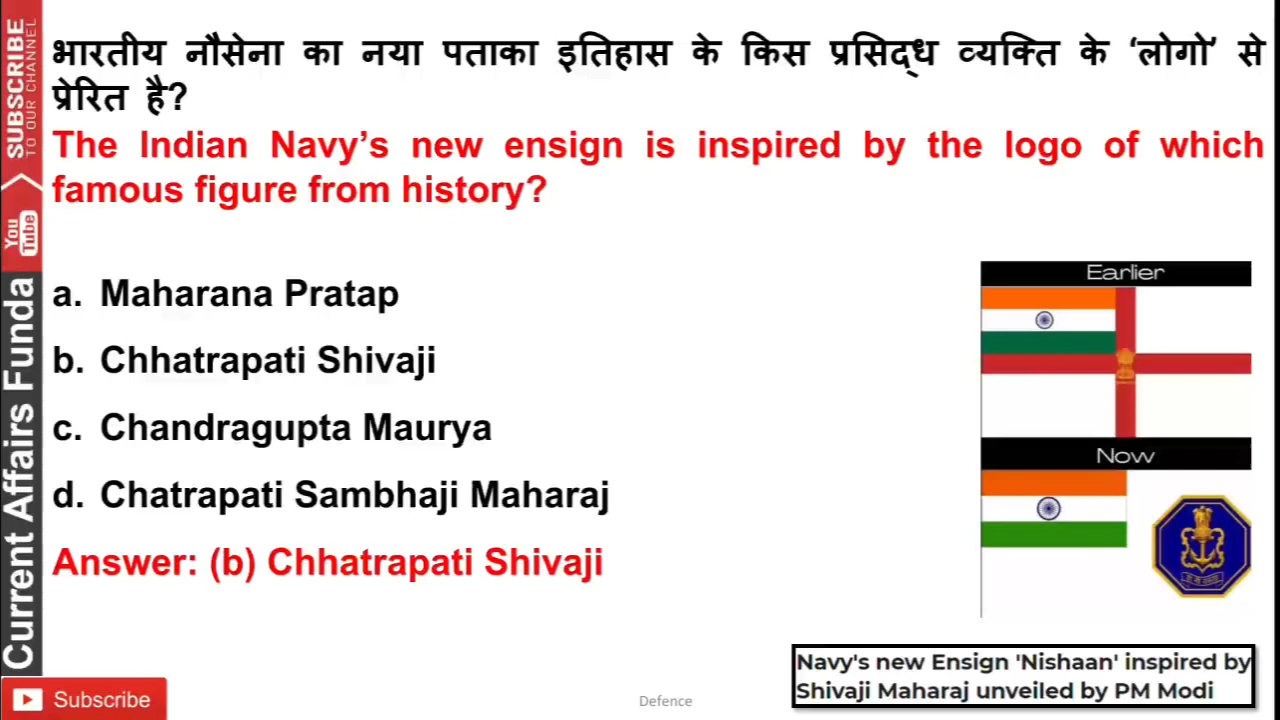 भारतीय नौसेना का नया पताका इतिहास के किस प्रसिद्ध व्यक्ति के ‘लोगो’ से
प्रेरित है?
The Indian Navy’s new ensign is inspired by the logo of which
famous figure from history?
a. Maharana Pratap
b. Chhatrapati Shivaji
c. Chandragupta Maurya
d. Chatrapati Sambhaji Maharaj
Answer: (b) Chhatrapati Shivaji
Earlier
Now
Navy's new Ensign 'Nishaan' inspired by
Shivaji Maharaj unveiled by PM Modi
Defence
SUBSCRIBE
TO OUR CHANNEL
You
Tube
Current Affairs Funda
Subscribe